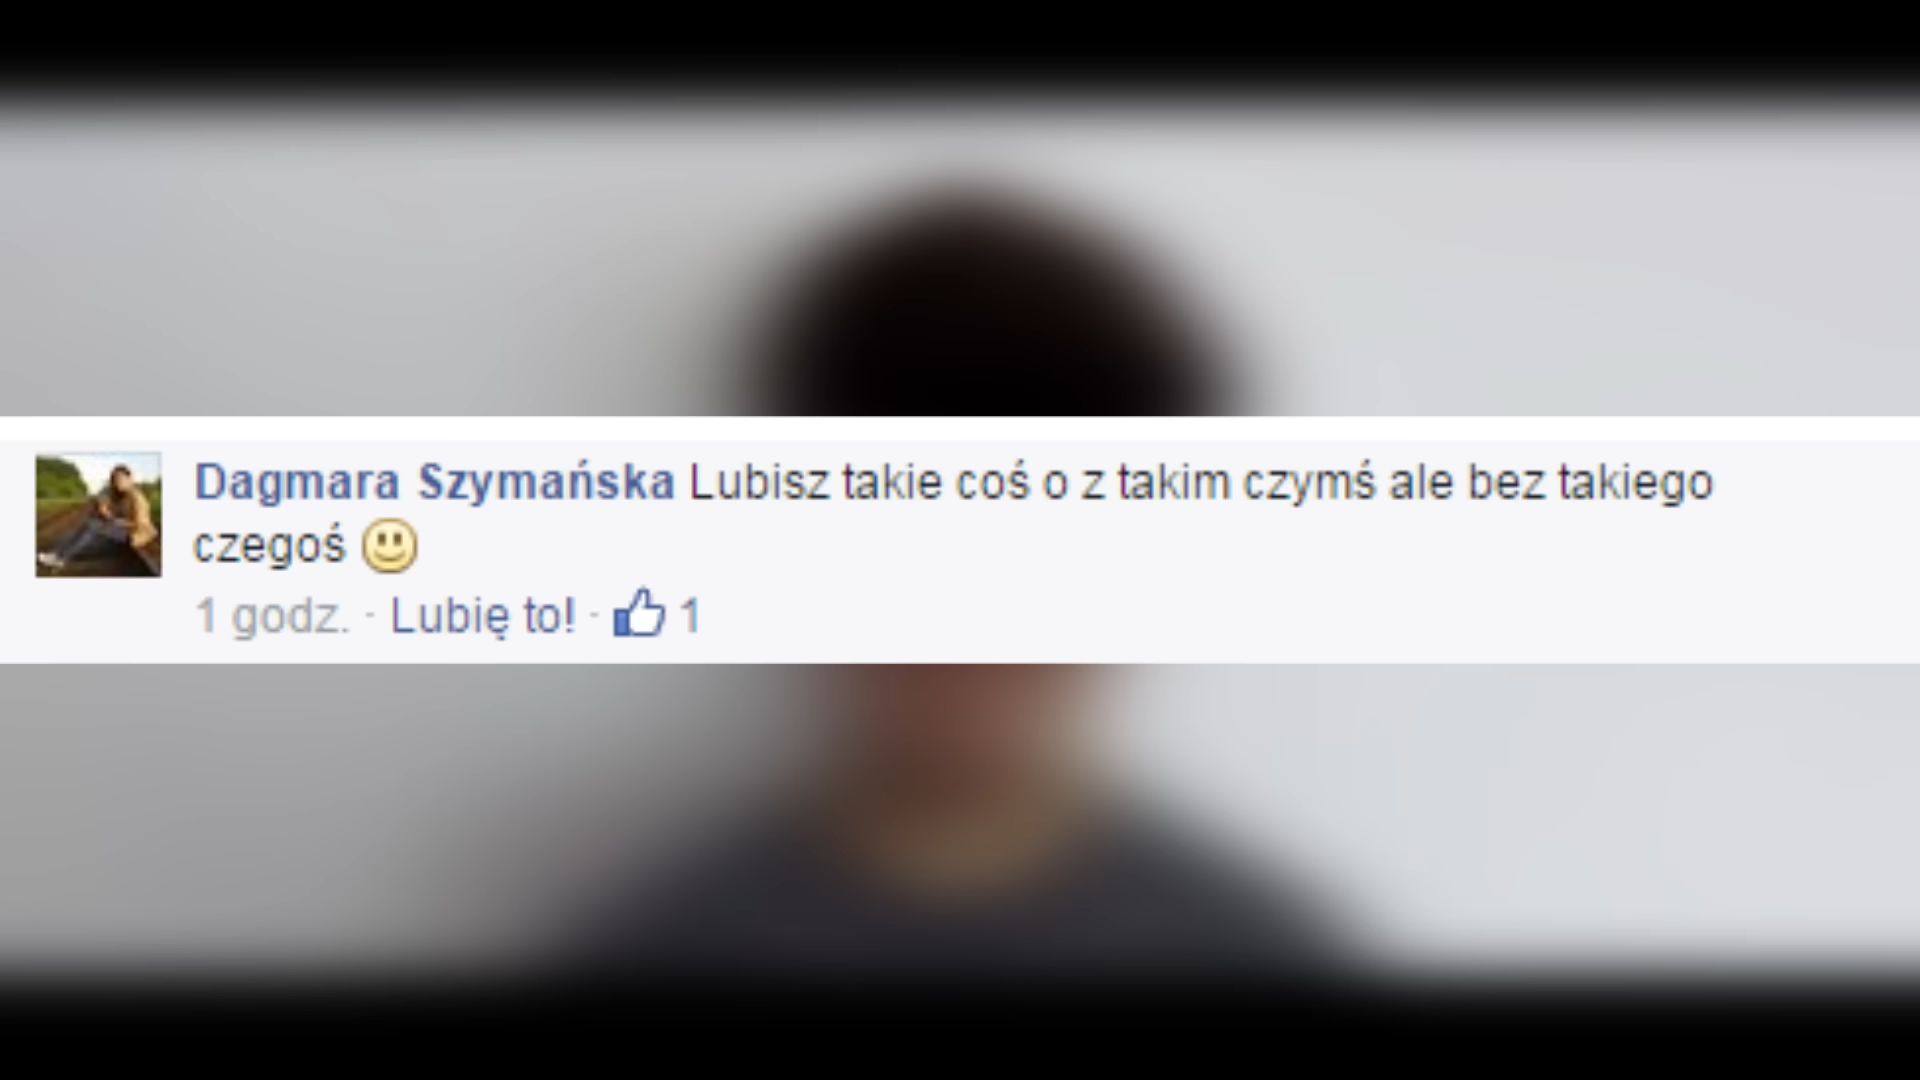 Dagmara Szymańska Lubisz takie coś o z takim czymś ale bez takiego
czegoś
1 godz. · Lubię to! · 1